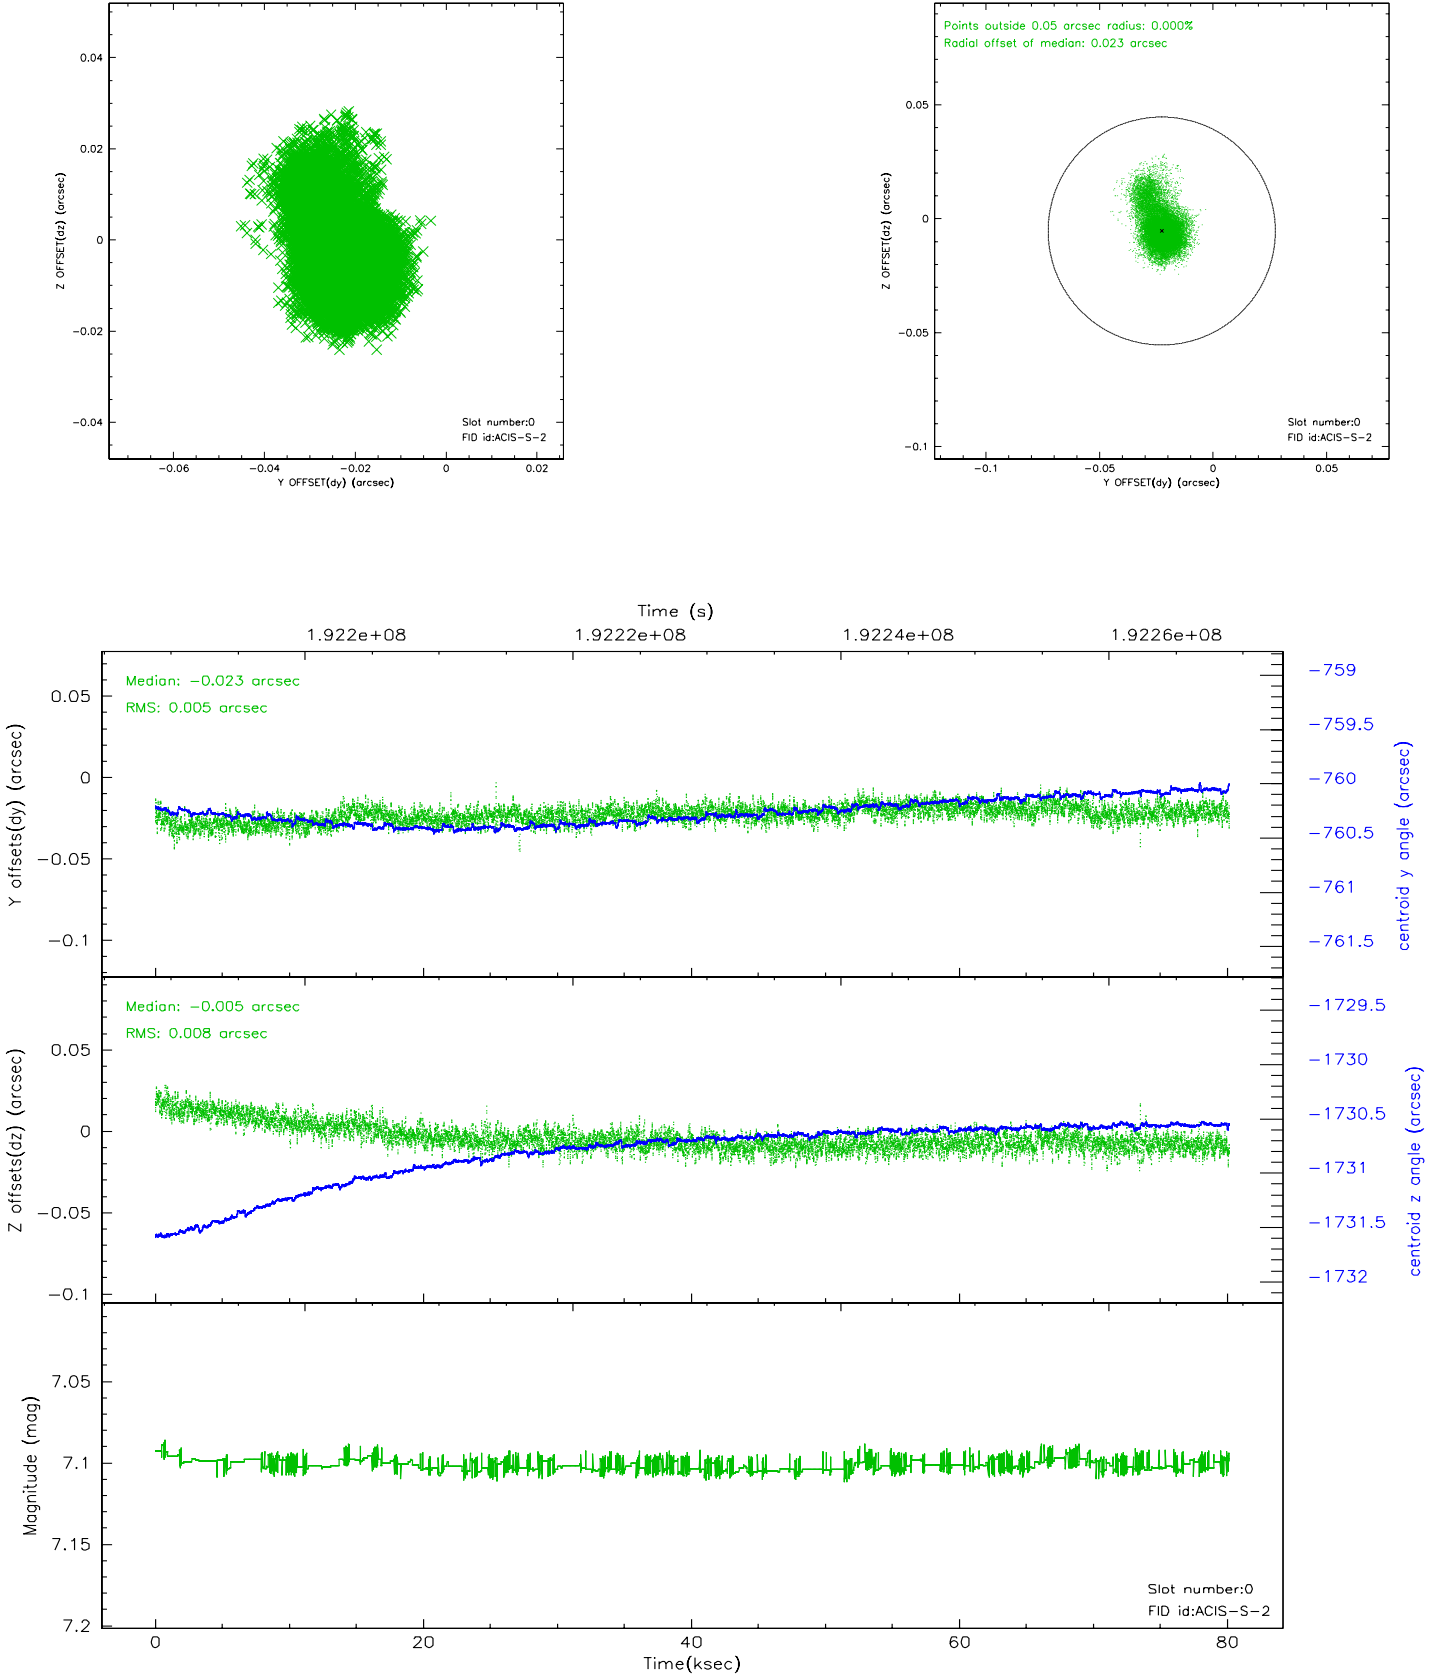 0.04
0.02
0
−0.02
−0.04
Z OFFSET(dz) (arcsec)
Slot number:0
FID id:ACIS−S−2
−0.06
−0.04
−0.02
0
0.02
Y OFFSET(dy) (arcsec)
Points outside 0.05 arcsec radius: 0.000%
Radial offset of median: 0.023 arcsec
0.05
0
−0.05
−0.1
Z OFFSET(dz) (arcsec)
Slot number:0
FID id:ACIS−S−2
−0.1
−0.05
0
0.05
Y OFFSET(dy) (arcsec)
Time (s)
1.922e+08
1.9222e+08
1.9224e+08
1.9226e+08
Median: −0.023 arcsec
RMS: 0.005 arcsec
0.05
0
−0.05
−0.1
Y offsets(dy) (arcsec)
−759
−759.5
−760
−760.5
−761
−761.5
centroid y angle (arcsec)
Median: −0.005 arcsec
RMS: 0.008 arcsec
0.05
0
−0.05
−0.1
Z offsets(dz) (arcsec)
−1729.5
−1730
−1730.5
−1731
−1731.5
−1732
centroid z angle (arcsec)
7.05
7.1
7.15
7.2
Magnitude (mag)
Slot number:0
FID id:ACIS−S−2
0
20
40
60
80
Time(ksec)